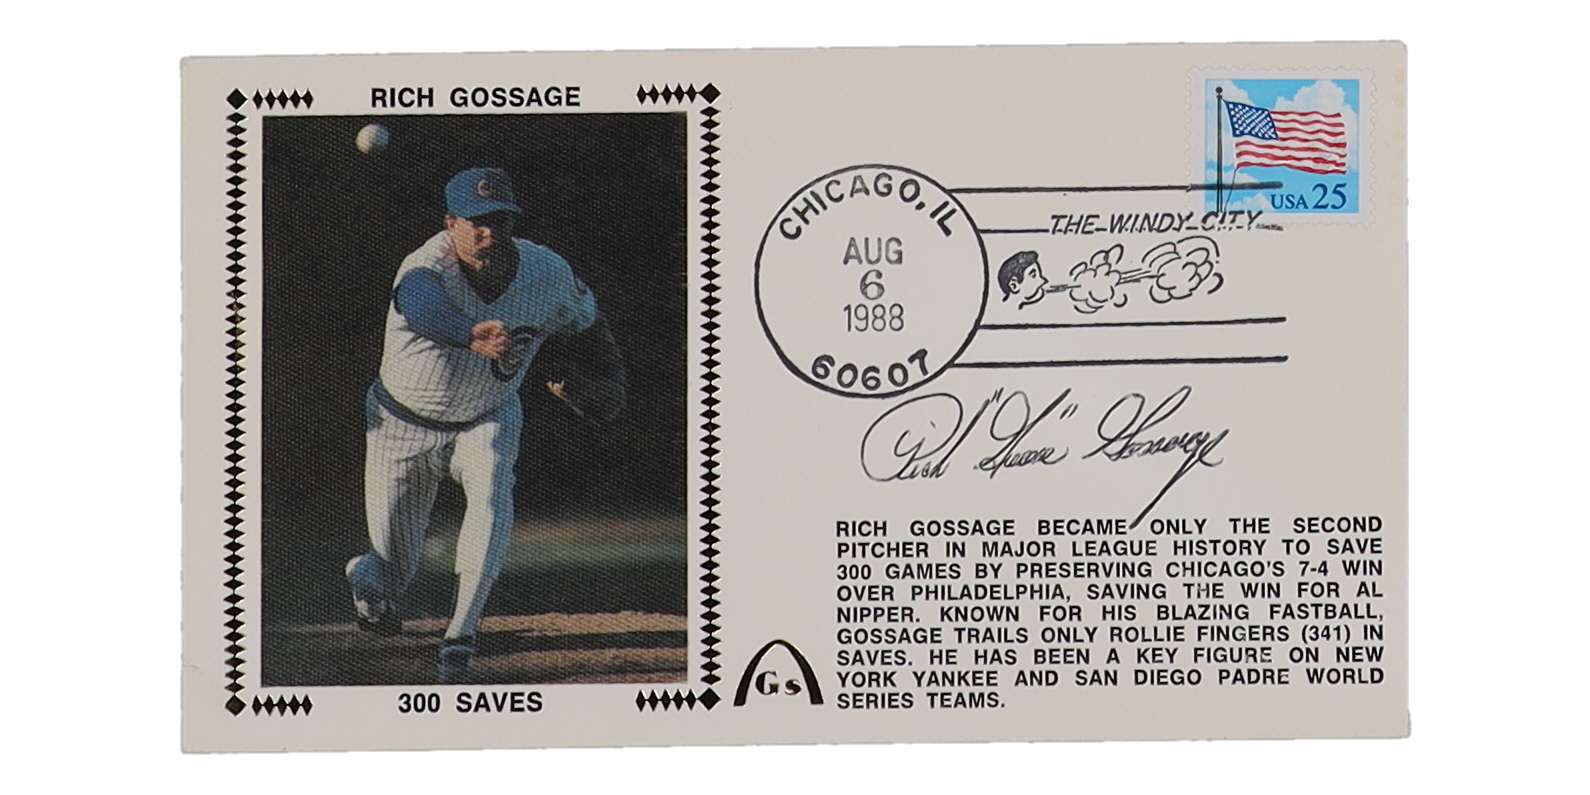 RICH GOSSAGE
300 SAVES
USA 25
CHICAGO, IL
AUG
6
1988
60607
THE WINDY CITY
Rich "Goose" Gossage
RICH GOSSAGE BECAME ONLY THE SECOND
PITCHER IN MAJOR LEAGUE HISTORY TO SAVE
300 GAMES BY PRESERVING CHICAGO'S 7-4 WIN
OVER PHILADELPHIA, SAVING THE WIN FOR AL
NIPPER. KNOWN FOR HIS BLAZING FASTBALL,
GOSSAGE TRAILS ONLY ROLLIE FINGERS (341) IN
SAVES. HE HAS BEEN A KEY FIGURE ON NEW
YORK YANKEE AND SAN DIEGO PADRE WORLD
SERIES TEAMS.
Gs